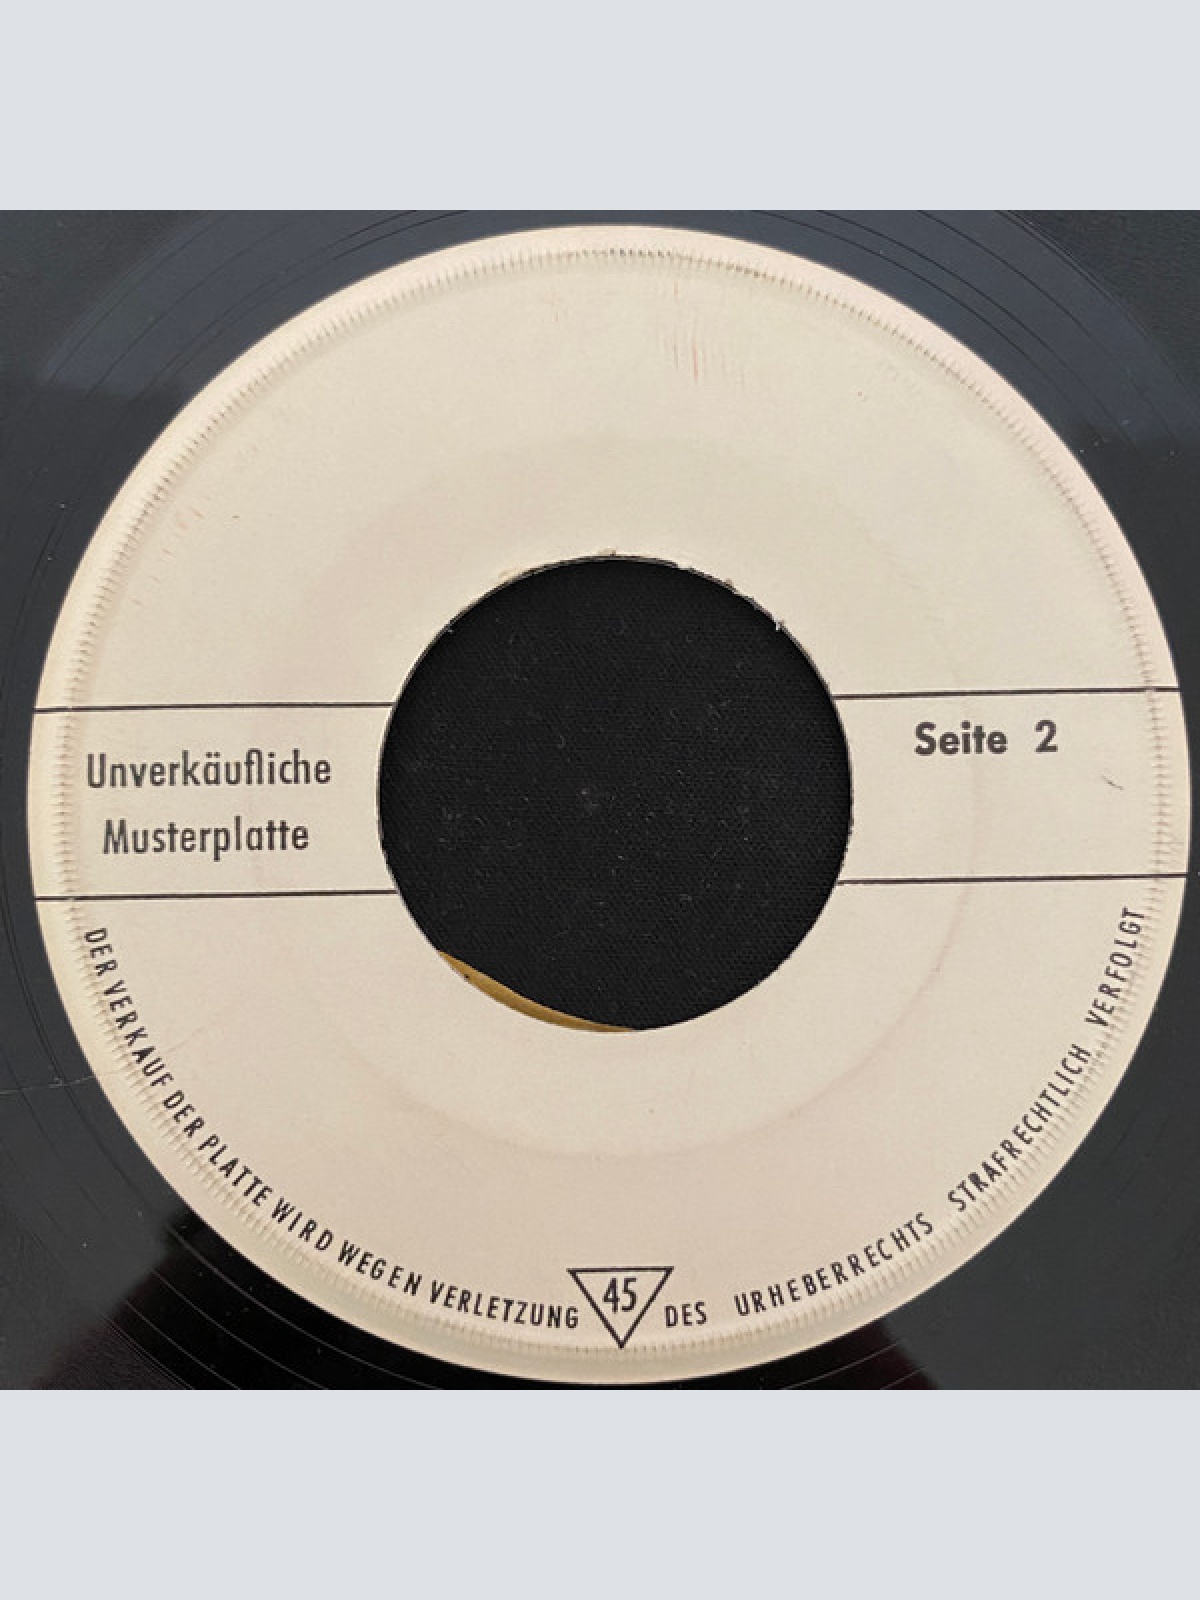 Unverkäufliche
Musterplatte
Seite 2
DER VERKAUF DER PLATTE WIRD WEGEN VERLETZUNG DES URHEBERRECHTS STRAFRECHTLICH VERFOLGT
45